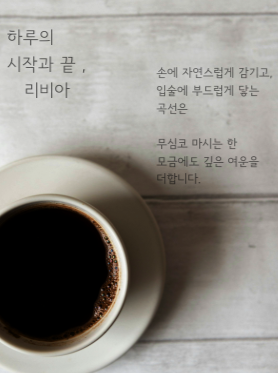 하루의
시작과 끝 ,
리비아
손에 자연스럽게 감기고,
입술에 부드럽게 닿는
곡선은
무심코 마시는 한
모금에도 깊은 여운을
더합니다.